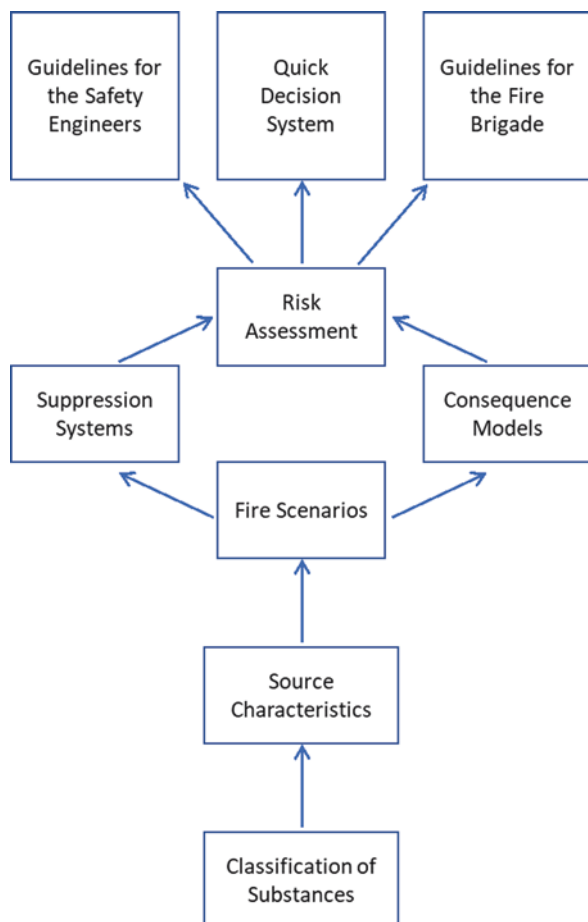 Guidelines for
the Safety
Engineers
Quick
Decision
System
Guidelines for
the Fire
Brigade
Risk
Assessment
Suppression
Systems
Consequence
Models
Fire Scenarios
Source
Characteristics
Classification of
Substances